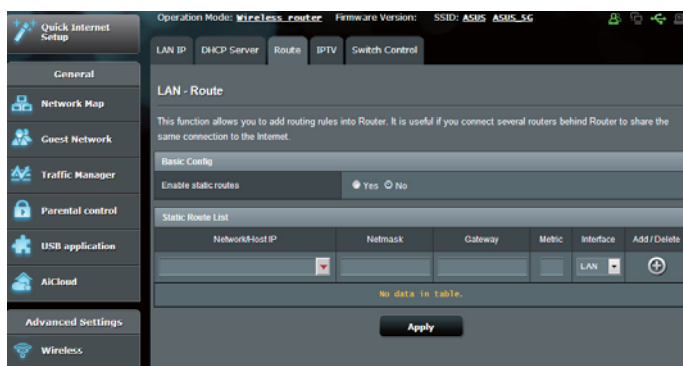 Quick Internet
Setup
Operation Mode: Wireless router Firmware Version: SSID: ASUS ASUS_5G
LAN IP DHCP Server Route IPTV Switch Control
General
Network Map
Guest Network
Traffic Manager
Parental control
USB application
AiCloud
Advanced Settings
Wireless
LAN - Route
This function allows you to add routing rules into Router. It is useful if you connect several routers behind Router to share the
same connection to the Internet.
Basic Config
Enable static routes Yes No
Static Route List
Network/Host IP Netmask Gateway Metric Interface Add / Delete
LAN
No data in table.
Apply